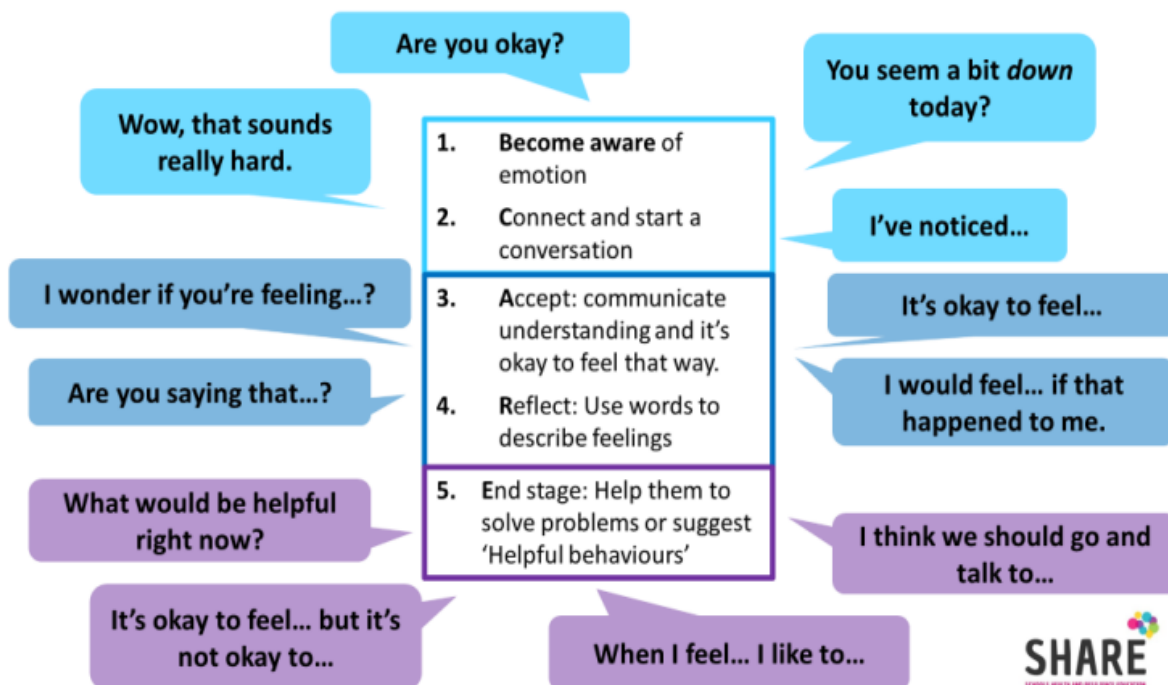 Are you okay?
You seem a bit down
today?
Wow, that sounds
really hard.
1. Become aware of
emotion
2. Connect and start a
conversation
I've noticed...
I wonder if you're feeling...?
3. Accept: communicate
understanding and it's
okay to feel that way.
It's okay to feel...
Are you saying that...?
I would feel... if that
happened to me.
4. Reflect: Use words to
describe feelings
What would be helpful
right now?
5. End stage: Help them to
solve problems or suggest
'Helpful behaviours'
I think we should go and
talk to...
It's okay to feel... but it's
not okay to...
When I feel... I like to...
SHARE